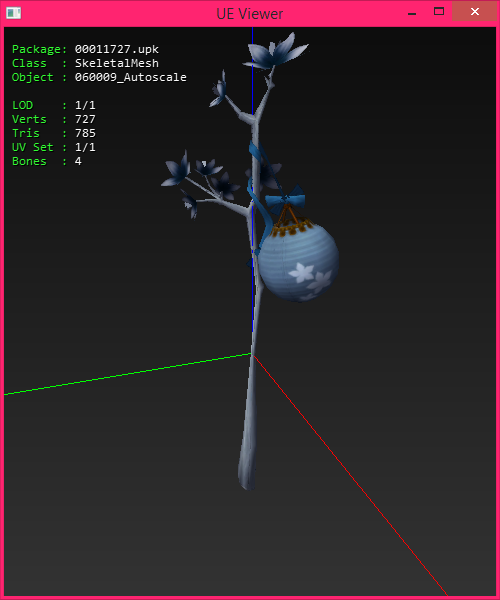 UE Viewer
Package: 00011727.upk
Class : SkeletalMesh
Object : 060009_Autoscale
LOD : 1/1
Verts : 727
Tris : 785
UV Set : 1/1
Bones : 4